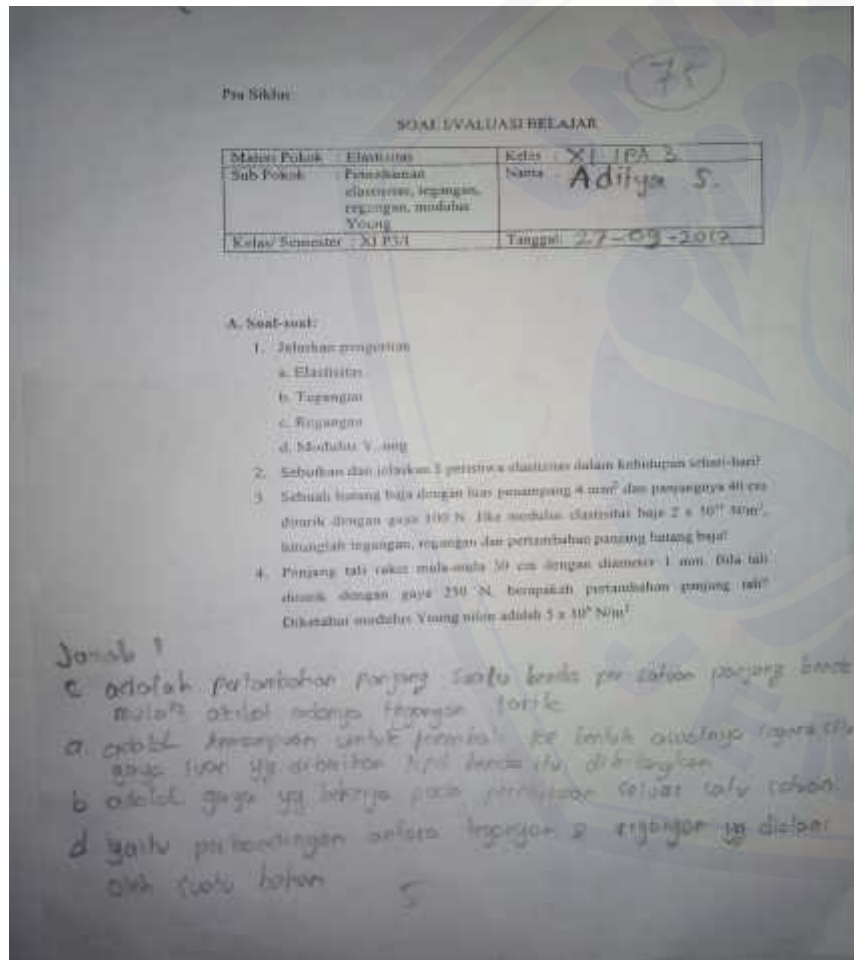 75
Pra Siklus
SOAL EVALUASI BELAJAR
Materi Pokok : Elastisitas Kelas : XI IPA 3
Sub Pokok : Pemahaman elastisitas, tegangan, regangan, modulus Young Nama : Aditya S.
Kelas/ Semester : XI P3/1 Tanggal: 27-09-2012
A. Soal-soal:
1. Jelaskan pengertian
a. Elastisitas
b. Tegangan
c. Regangan
d. Modulus Young
2. Sebutkan dan jelaskan peristiwa elastisitas dalam kehidupan sehari-hari!
3. Sebuah batang baja dengan luas penampang 4 mm² dan panjangnya 40 cm
ditarik dengan gaya 100 N. Jika modulus elastisitas baja 2 x 10¹¹ N/m²,
hitunglah tegangan, regangan dan pertambahan panjang batang baja!
4. Panjang tali mula-mula 50 cm dengan diameter 1 mm. Bila tali
ditarik dengan gaya 250 N, berapakah pertambahan panjang tali?
Diketahui modulus Young nilon adalah 5 x N/m²
Jawab
c adalah pertambahan panjang suatu benda per satuan panjang benda
mula² akibat adanya tegangan tarik
a. adalah untuk kembali ke bentuk awalnya segera
gaya luar yg diberikan benda itu
b adalah gaya yg bekerja pada permukaan seluas satu satuan.
d yaitu perbandingan antara tegangan & regangan yg dialami
oleh suatu bahan
5